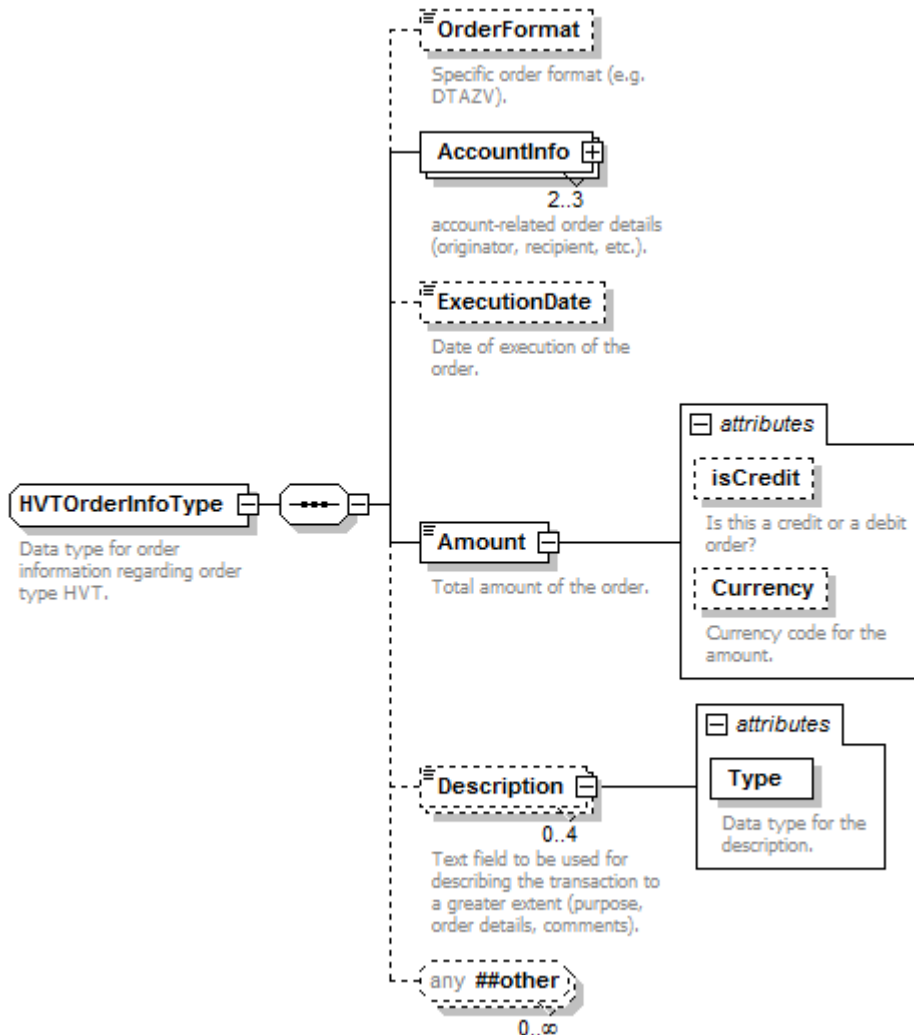 OrderFormat
Specific order format (e.g.
DTAZV).
AccountInfo
2..3
account-related order details
(originator, recipient, etc.).
ExecutionDate
Date of execution of the
order.
attributes
isCredit
Is this a credit or a debit
order?
HVTOrderInfoType
Data type for order
information regarding order
type HVT.
Amount
Total amount of the order.
Currency
Currency code for the
amount.
attributes
Description
0..4
Text field to be used for
describing the transaction to
a greater extent (purpose,
order details, comments).
Type
Data type for the
description.
any ##other
0..∞